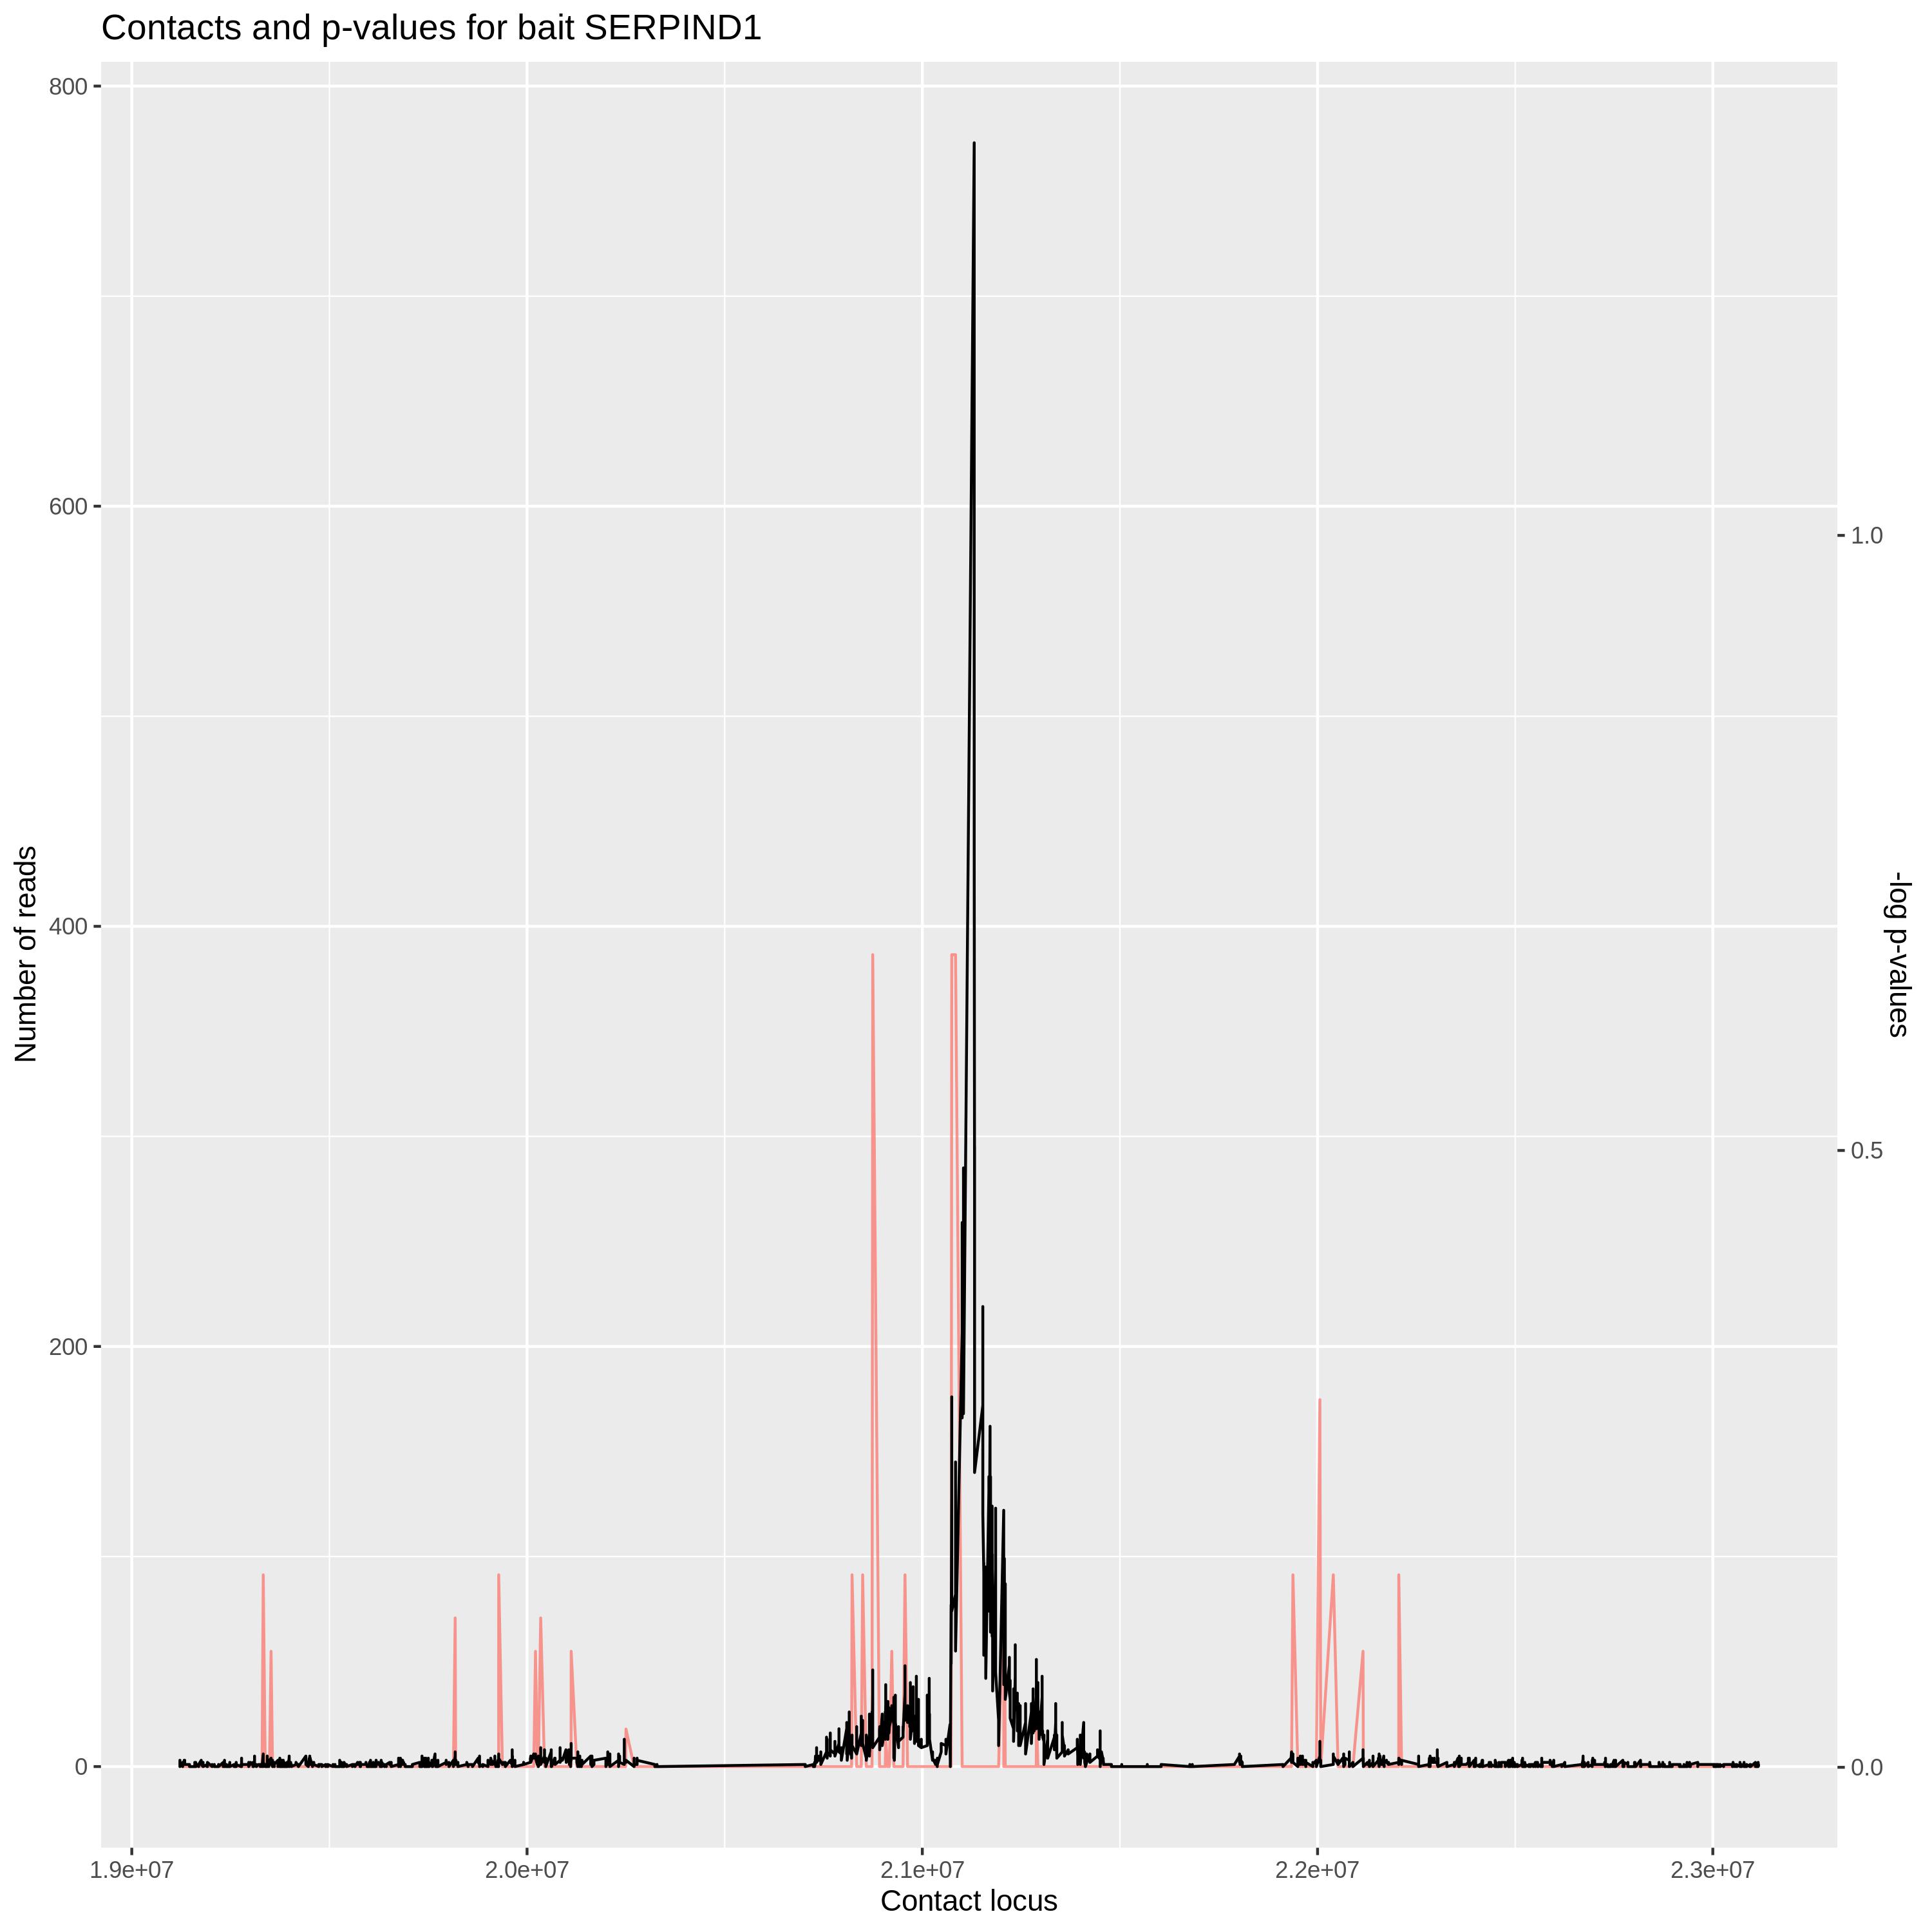 Contacts and p-values for bait SERPIND1
800
600
400
200
0
Number of reads
1.0
0.5
0.0
-log p-values
1.9e+07
2.0e+07
2.1e+07
2.2e+07
2.3e+07
Contact locus